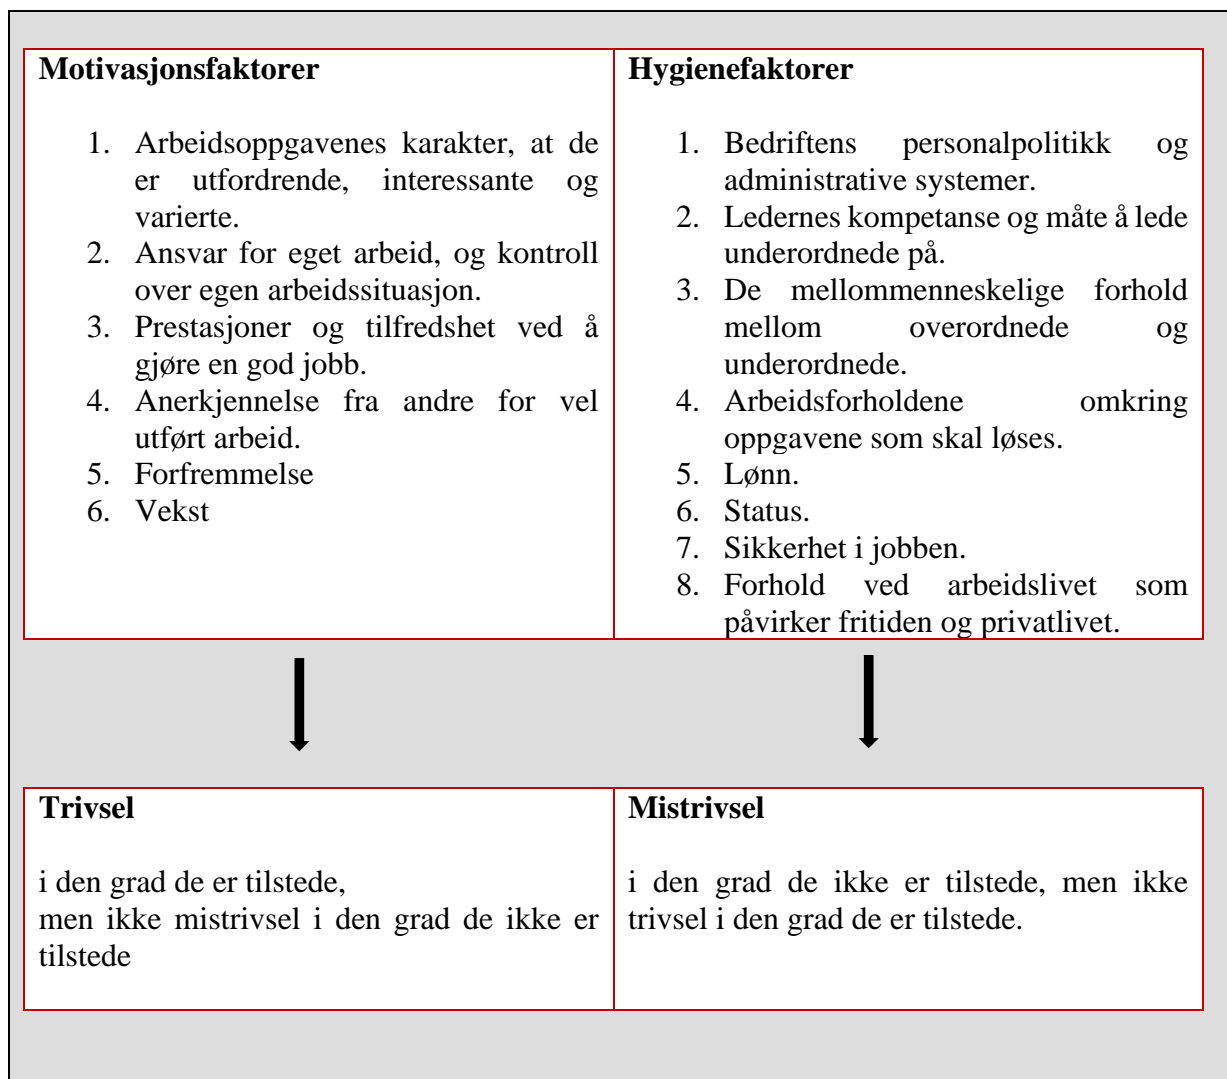 Motivasjonsfaktorer
1. Arbeidsoppgavenes karakter, at de
er utfordrende, interessante og
varierte.
2. Ansvar for eget arbeid, og kontroll
over egen arbeidssituasjon.
3. Prestasjoner og tilfredshet ved å
gjøre en god jobb.
4. Anerkjennelse fra andre for vel
utført arbeid.
5. Forfremmelse
6. Vekst
Hygienefaktorer
1. Bedriftens personalpolitikk og
administrative systemer.
2. Ledernes kompetanse og måte å lede
underordnede på.
3. De mellommenneskelige forhold
mellom overordnede og
underordnede.
4. Arbeidsforholdene omkring
oppgavene som skal løses.
5. Lønn.
6. Status.
7. Sikkerhet i jobben.
8. Forhold ved arbeidslivet som
påvirker fritiden og privatlivet.
Trivsel
i den grad de er tilstede,
men ikke mistrivsel i den grad de ikke er
tilstede
Mistrivsel
i den grad de ikke er tilstede, men ikke
trivsel i den grad de er tilstede.